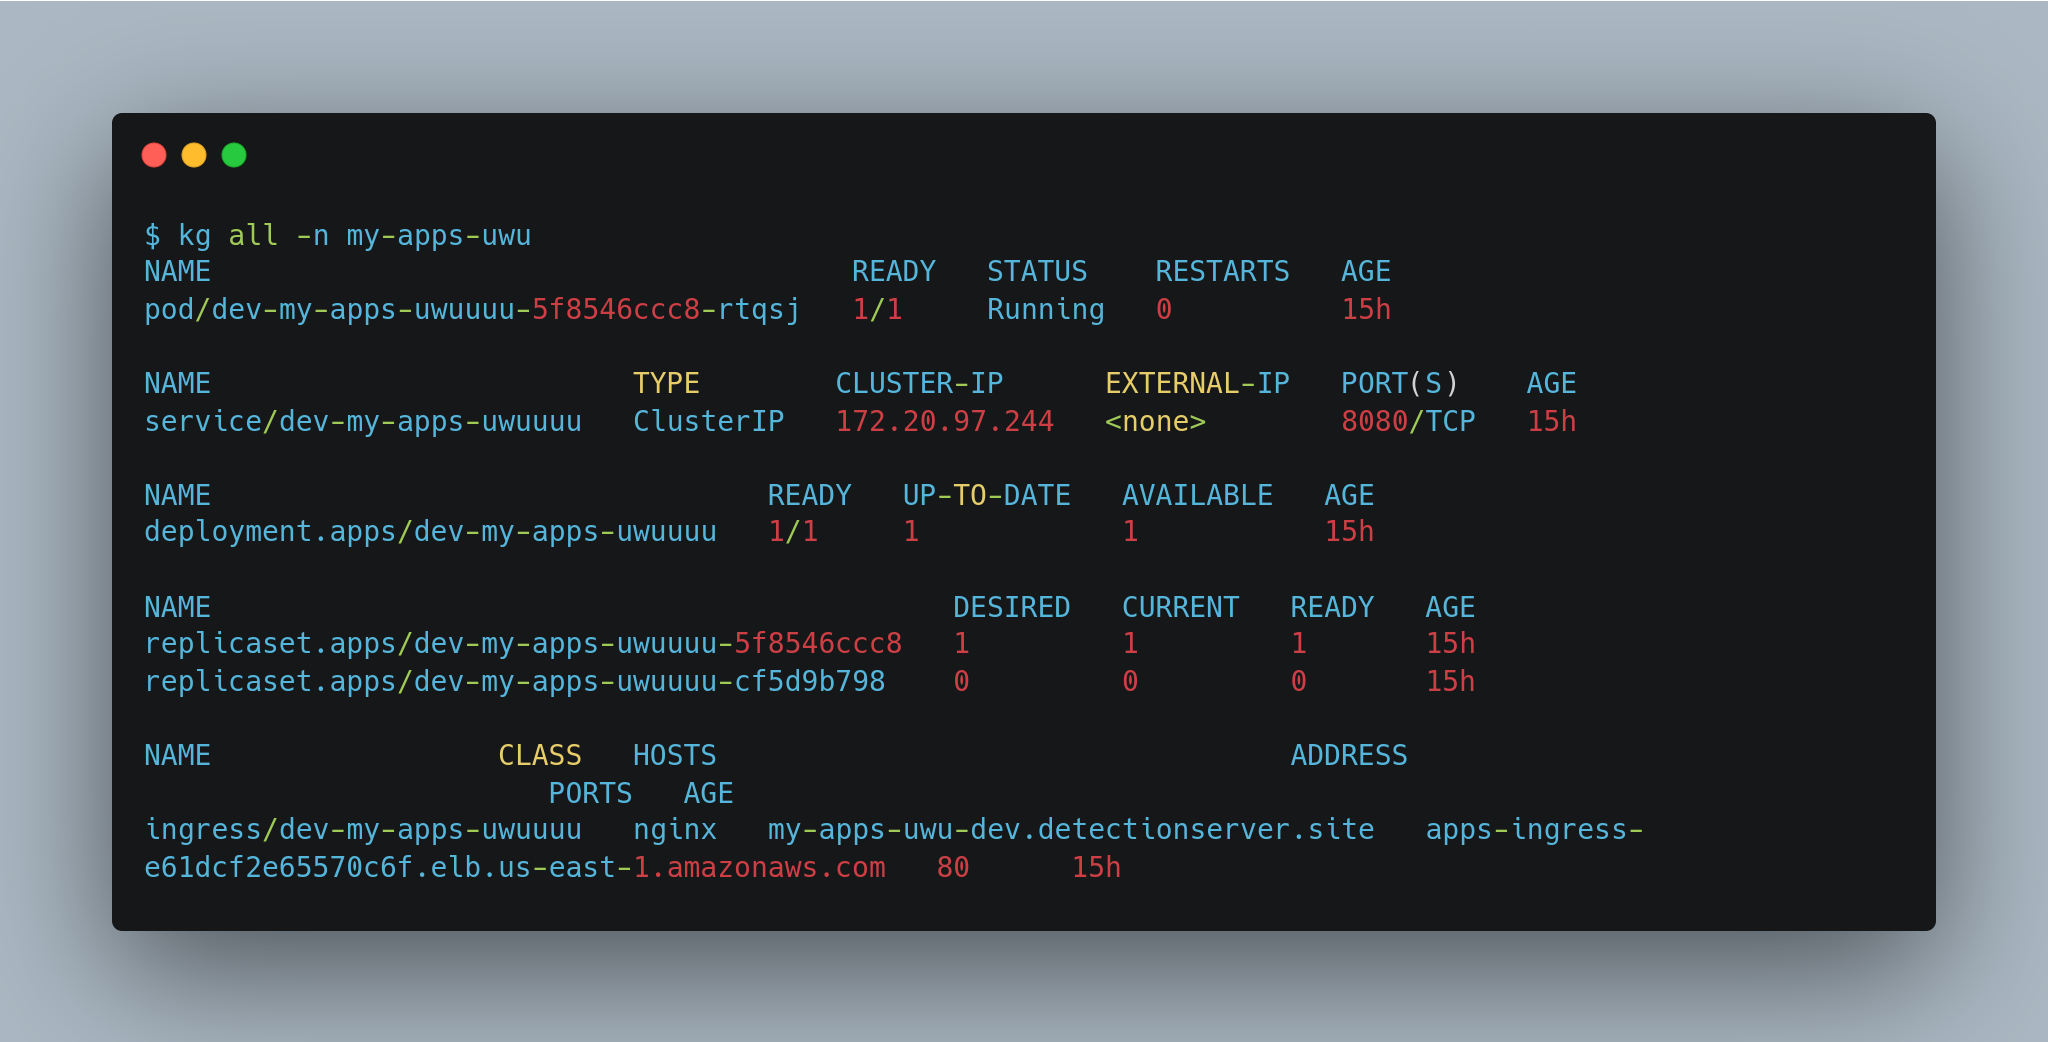 $ kg all -n my-apps-uwu
NAME                                      READY   STATUS    RESTARTS   AGE
pod/dev-my-apps-uwuuuu-5f8546ccc8-rtqsj   1/1     Running   0          15h

NAME                         TYPE        CLUSTER-IP      EXTERNAL-IP   PORT(S)    AGE
service/dev-my-apps-uwuuuu   ClusterIP   172.20.97.244   <none>        8080/TCP   15h

NAME                                 READY   UP-TO-DATE   AVAILABLE   AGE
deployment.apps/dev-my-apps-uwuuuu   1/1     1            1           15h

NAME                                            DESIRED   CURRENT   READY   AGE
replicaset.apps/dev-my-apps-uwuuuu-5f8546ccc8   1         1         1       15h
replicaset.apps/dev-my-apps-uwuuuu-cf5d9b798    0         0         0       15h

NAME                 CLASS   HOSTS                                  ADDRESS
                        PORTS   AGE
ingress/dev-my-apps-uwuuuu   nginx   my-apps-uwu-dev.detectionserver.site   apps-ingress-
e61dcf2e65570c6f.elb.us-east-1.amazonaws.com   80      15h